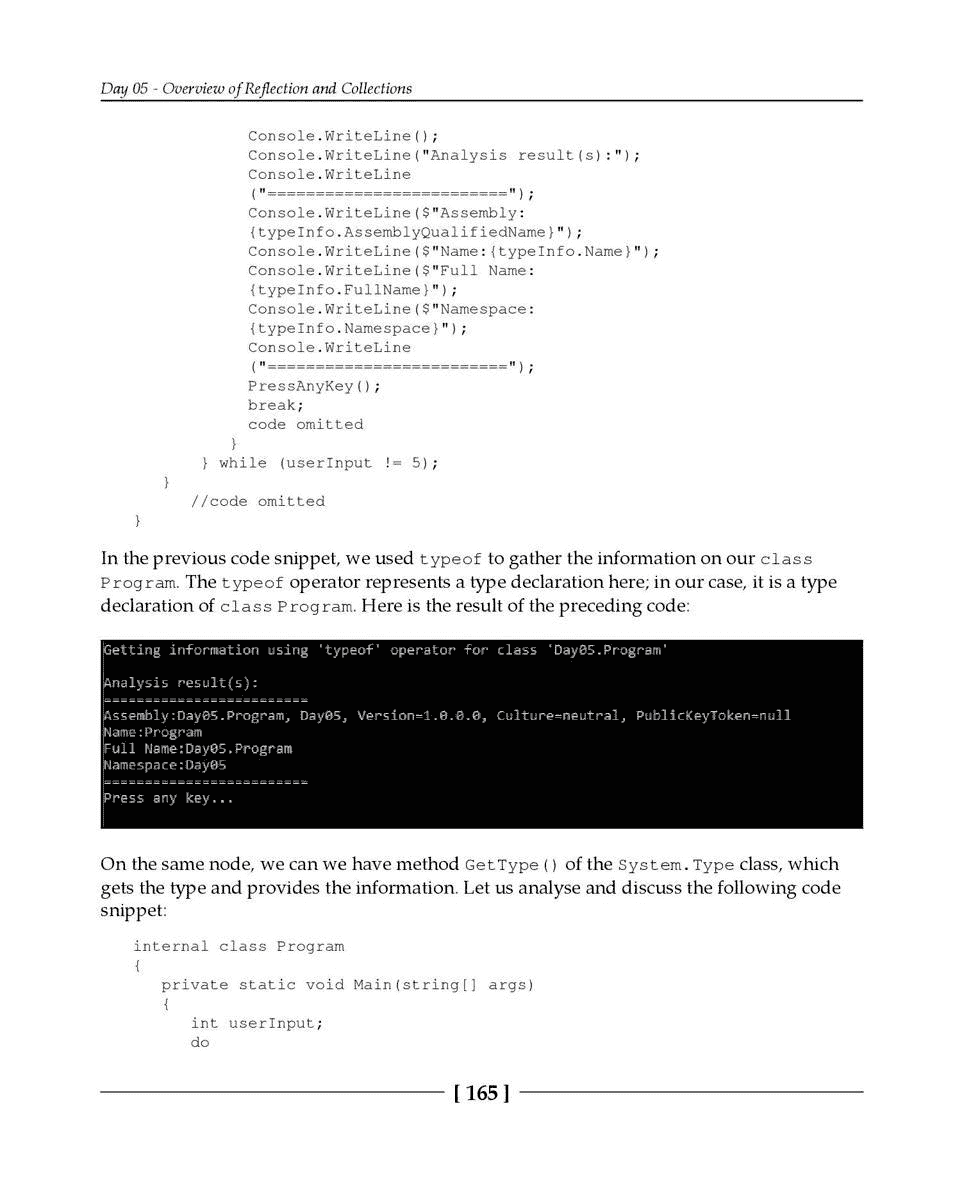 Day 05 - Overview of Reflection and Collections
Console.WriteLine();
Console.WriteLine("Analysis result(s):");
Console.WriteLine
("=========================");
Console.WriteLine($"Assembly:
{typeInfo.AssemblyQualifiedName}");
Console.WriteLine($"Name:{typeInfo.Name}");
Console.WriteLine($"Full Name:
{typeInfo.FullName}");
Console.WriteLine($"Namespace:
{typeInfo.Namespace}");
Console.WriteLine
("=========================");
PressAnyKey();
break;
code omitted
}
} while (userInput != 5);
}
//code omitted
}
In the previous code snippet, we used typeof to gather the information on our class
Program. The typeof operator represents a type declaration here; in our case, it is a type
declaration of class Program. Here is the result of the preceding code:
Getting information using 'typeof' operator for class 'Day05.Program'
Analysis result(s):
=========================
Assembly:Day05.Program, Day05, Version=1.0.0.0, Culture=neutral, PublicKeyToken=null
Name:Program
Full Name:Day05.Program
Namespace:Day05
=========================
Press any key...
On the same node, we can we have method GetType() of the System.Type class, which
gets the type and provides the information. Let us analyse and discuss the following code
snippet:
internal class Program
{
private static void Main(string[] args)
{
int userInput;
do
[ 165 ]